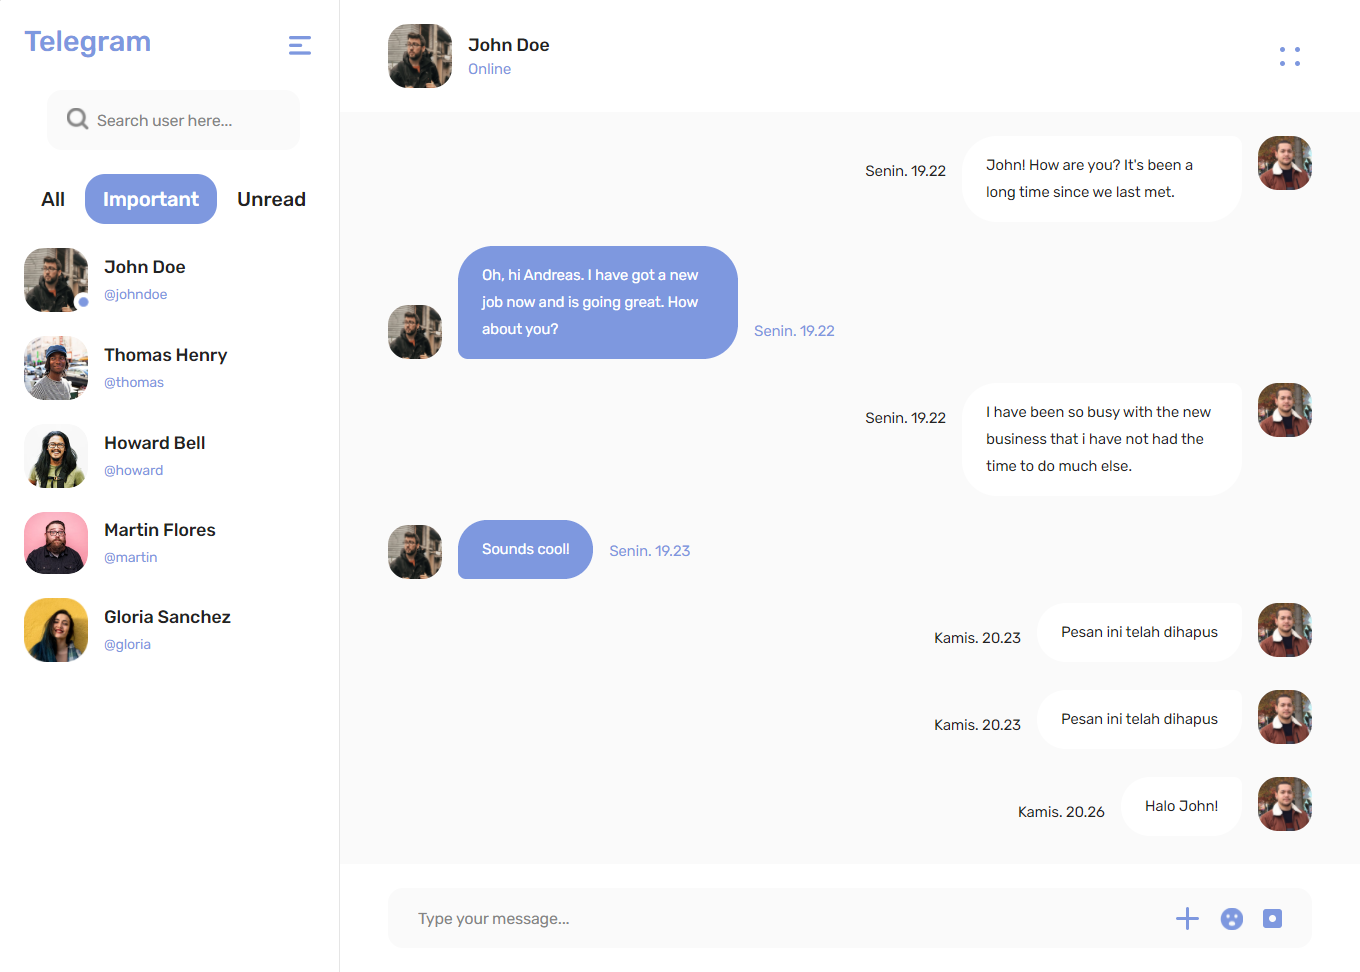 Telegram
Search user here...
All
Important
Unread
John Doe
@johndoe
Thomas Henry
@thomas
Howard Bell
@howard
Martin Flores
@martin
Gloria Sanchez
@gloria
John Doe
Online
Senin. 19.22
John! How are you? It's been a
long time since we last met.
Oh, hi Andreas. I have got a new
job now and is going great. How
about you?
Senin. 19.22
Senin. 19.22
I have been so busy with the new
business that i have not had the
time to do much else.
Sounds cool!
Senin. 19.23
Kamis. 20.23
Pesan ini telah dihapus
Kamis. 20.23
Pesan ini telah dihapus
Kamis. 20.26
Halo John!
Type your message...